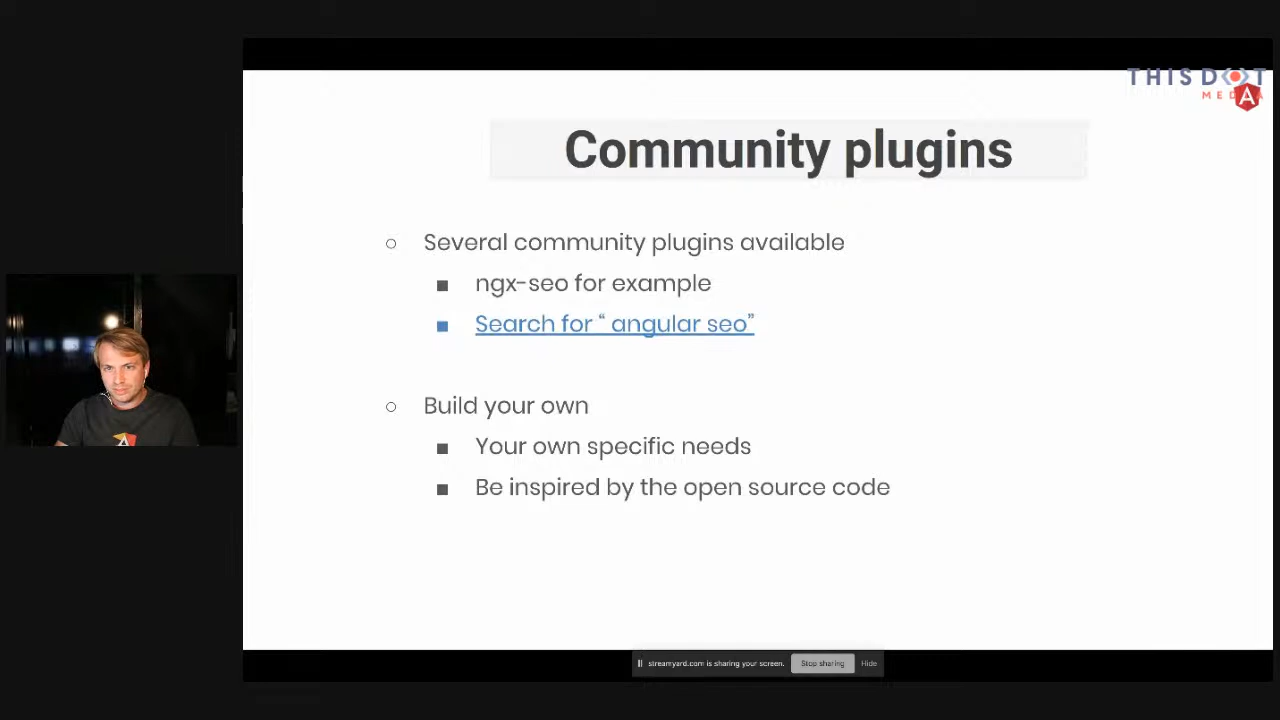 THIS DOT
MEDIA
Community plugins
Several community plugins available
ngx-seo for example
Search for “ angular seo”
Build your own
Your own specific needs
Be inspired by the open source code
streamyard.com is sharing your screen.
Stop sharing
Hide